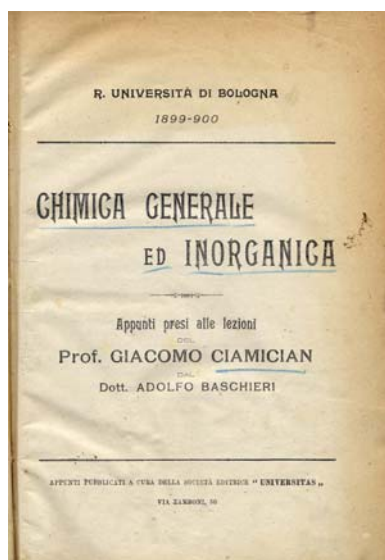 R. UNIVERSITÀ DI BOLOGNA
1899-900
CHIMICA GENERALE
ED INORGANICA
Appunti presi alle lezioni
DEL
Prof. GIACOMO CIAMICIAN
DAL
Dott. ADOLFO BASCHIERI
APPUNTI PUBBLICATI A CURA DELLA SOCIETÀ EDITRICE "UNIVERSITAS„
VIA ZAMBONI,